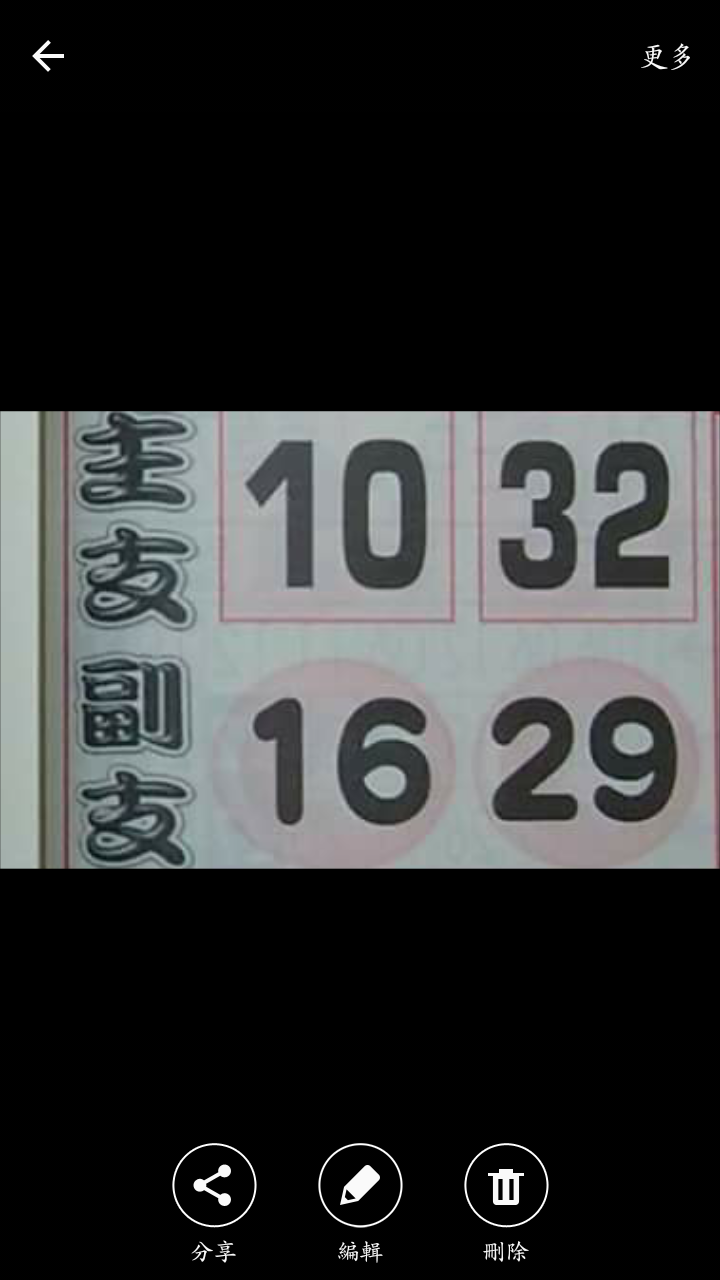 更多
主支 10 32
副支 16 29
分享 編輯 刪除